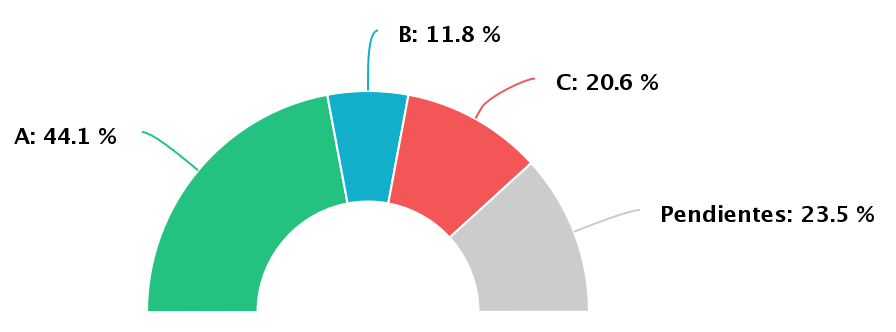 B: 11.8 %
C: 20.6 %
A: 44.1 %
Pendientes: 23.5 %